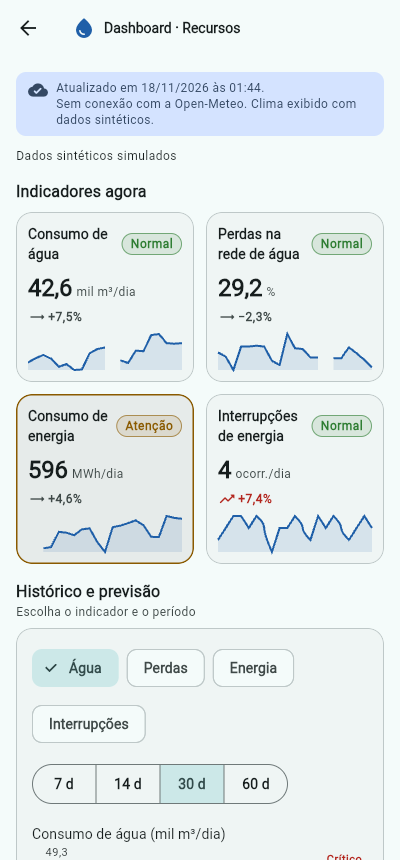 Dashboard · Recursos
Atualizado em 18/11/2026 às 01:44.
Sem conexão com a Open-Meteo. Clima exibido com
dados sintéticos.
Dados sintéticos simulados
Indicadores agora
Consumo de
água
Normal
42,6 mil m³/dia
+7,5%
Perdas na
rede de água
Normal
29,2 %
−2,3%
Consumo de
energia
Atenção
596 MWh/dia
+4,6%
Interrupções
de energia
Normal
4 ocorr./dia
+7,4%
Histórico e previsão
Escolha o indicador e o período
Água
Perdas
Energia
Interrupções
7 d
14 d
30 d
60 d
Consumo de água (mil m³/dia)
49,3
Crítico